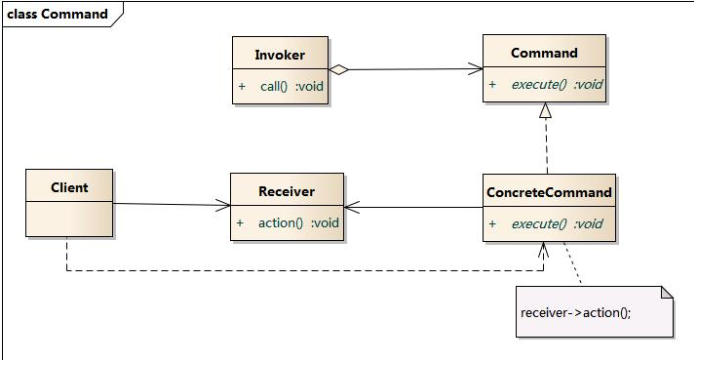 class Command
Invoker
+ call() :void
Command
+ execute() :void
Client
Receiver
+ action() :void
ConcreteCommand
+ execute() :void
receiver->action();